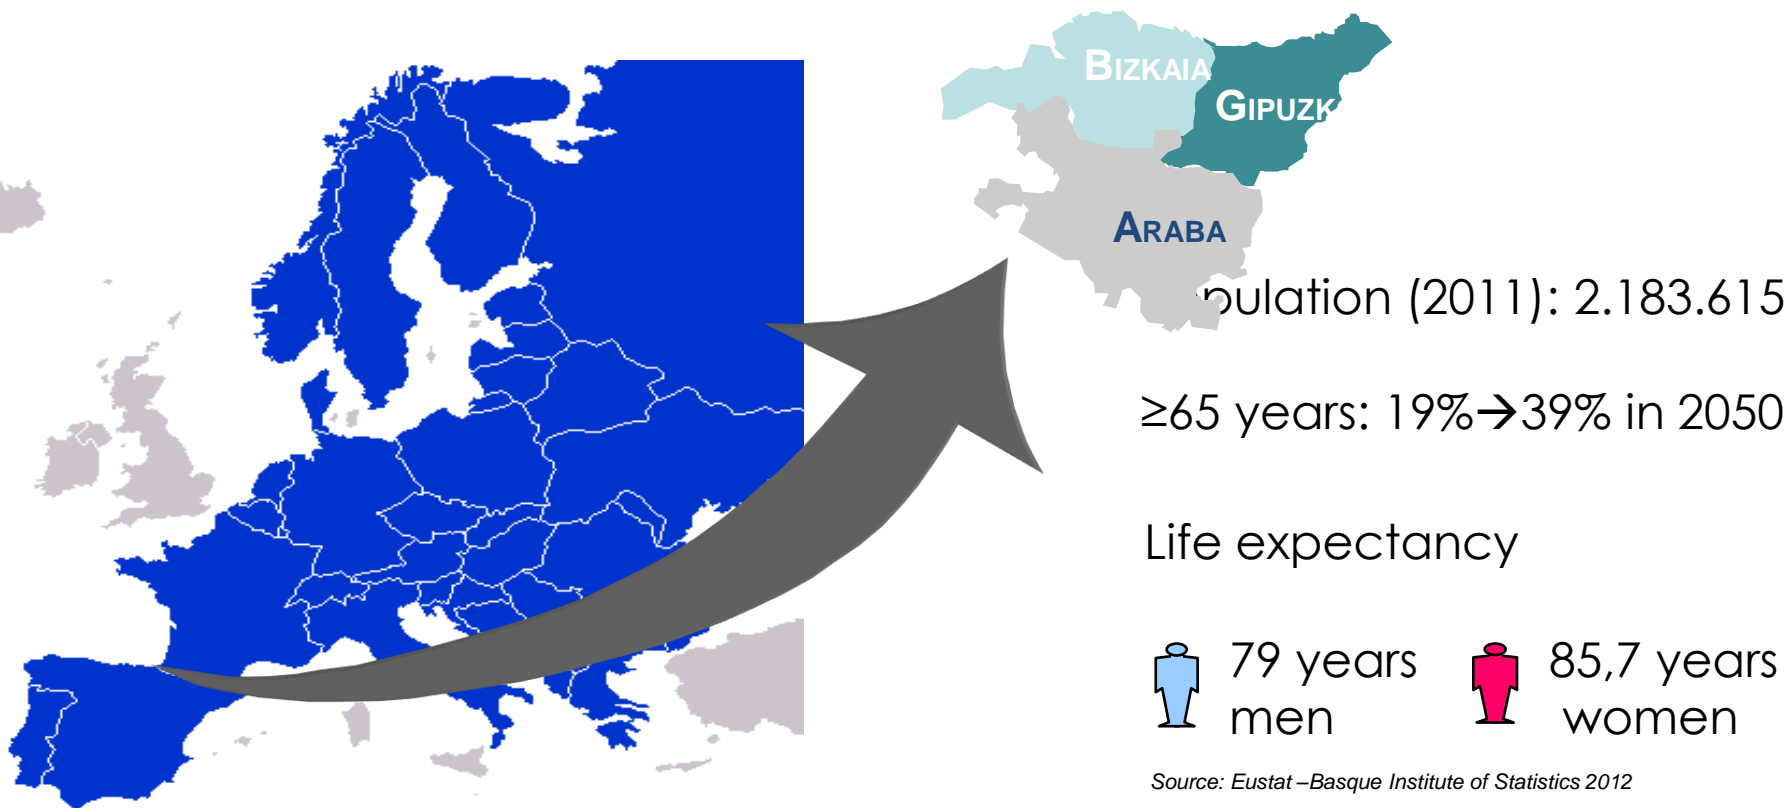 BIZKAIA
GIPUZK
ARABA
pulation (2011): 2.183.615
≥65 years: 19%→39% in 2050
Life expectancy
79 years
men
85,7 years
women
Source: Eustat –Basque Institute of Statistics 2012